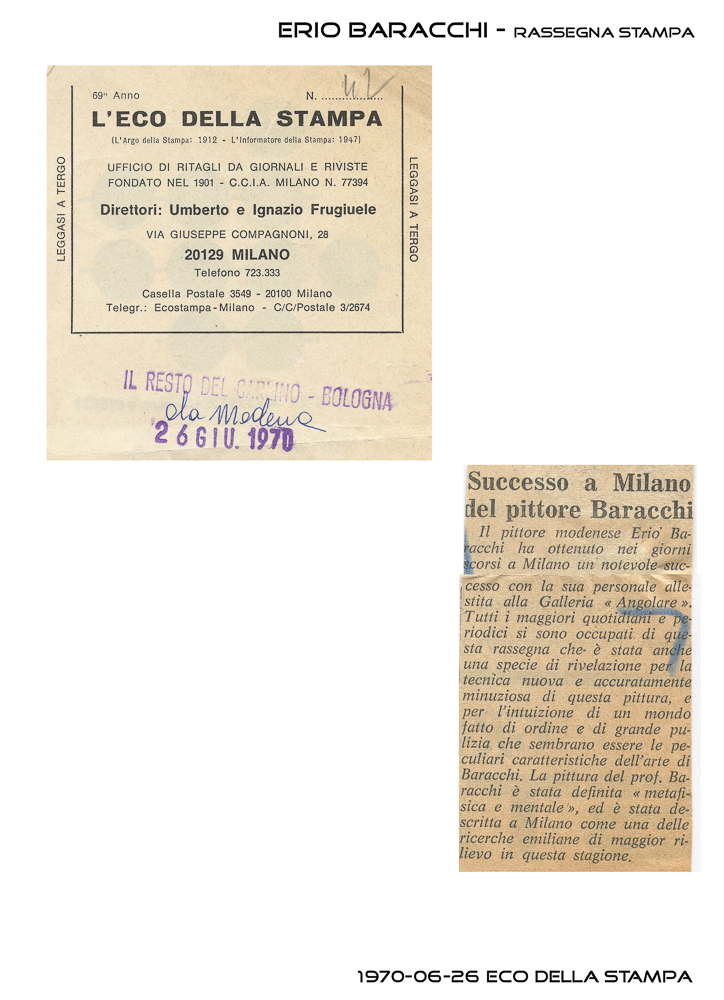 ERIO BARACCHI - RASSEGNA STAMPA
69° Anno N. .................. 42
L'ECO DELLA STAMPA
(L'Argo della Stampa: 1912 - L'Informatore della Stampa: 1947)
UFFICIO DI RITAGLI DA GIORNALI E RIVISTE
FONDATO NEL 1901 - C.C.I.A. MILANO N. 77394
Direttori: Umberto e Ignazio Frugiuele
VIA GIUSEPPE COMPAGNONI, 28
20129 MILANO
Telefono 723.333
Casella Postale 3549 - 20100 Milano
Telegr.: Ecostampa-Milano - C/C/Postale 3/2674
LEGGASI A TERGO
LEGGASI A TERGO
IL RESTO DEL CARLINO - BOLOGNA
da Modena
26 GIU. 1970
Successo a Milano
del pittore Baracchi
Il pittore modenese Erio Ba-
racchi ha ottenuto nei giorni
scorsi a Milano un notevole suc-
cesso con la sua personale alle-
stita alla Galleria « Angolare ».
Tutti i maggiori quotidiani e pe-
riodici si sono occupati di que-
sta rassegna che è stata anche
una specie di rivelazione per la
tecnica nuova e accuratamente
minuziosa di questa pittura, e
per l'intuizione di un mondo
fatto di ordine e di grande pu-
lizia che sembrano essere le pe-
culiari caratteristiche dell'arte di
Baracchi. La pittura del prof. Ba-
racchi è stata definita « metafi-
sica e mentale », ed è stata de-
scritta a Milano come una delle
ricerche emiliane di maggior ri-
lievo in questa stagione.
1970-06-26 ECO DELLA STAMPA